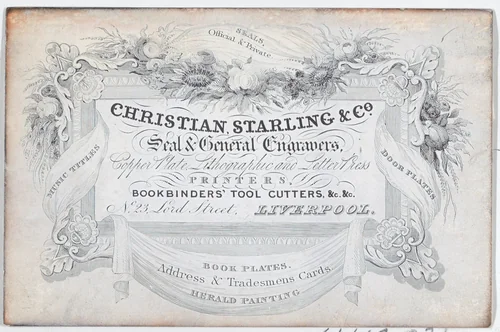 SEALS,
Official & Private
CHRISTIAN, STARLING & Co.
Seal & General Engravers,
Copper Plate Lithographic and Letter Press
PRINTERS,
BOOKBINDERS' TOOL CUTTERS, &c. &c.
No. 23, Lord Street, LIVERPOOL.
MUSIC TITLES
DOOR PLATES
BOOK PLATES.
Address & Tradesmens Cards.
HERALD PAINTING